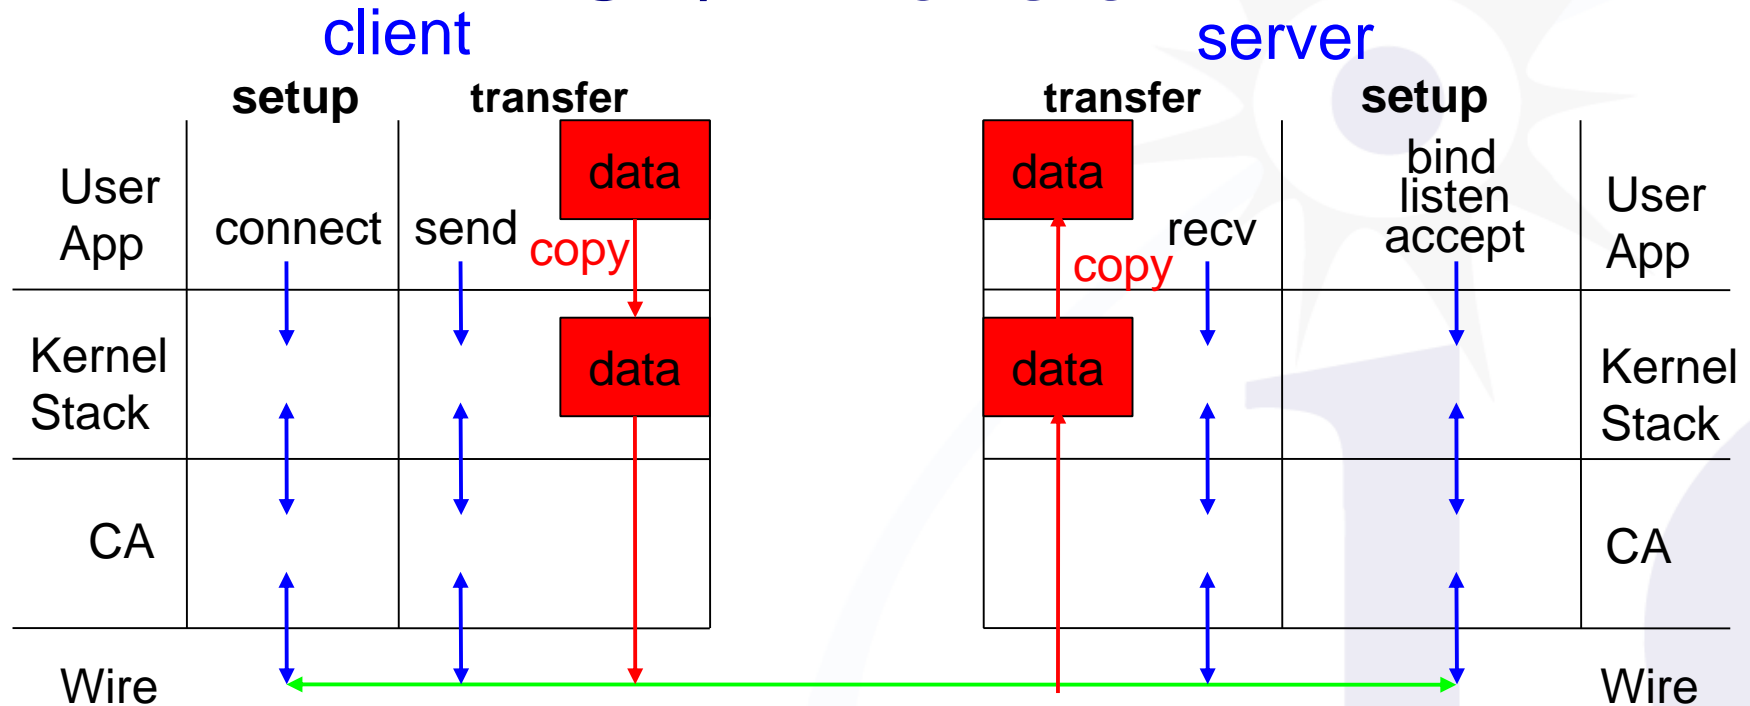 client
server
setup
transfer
transfer
setup
User
App
connect
send
data
copy
data
copy
recv
bind
listen
accept
User
App
Kernel
Stack
data
data
Kernel
Stack
CA
CA
Wire
Wire